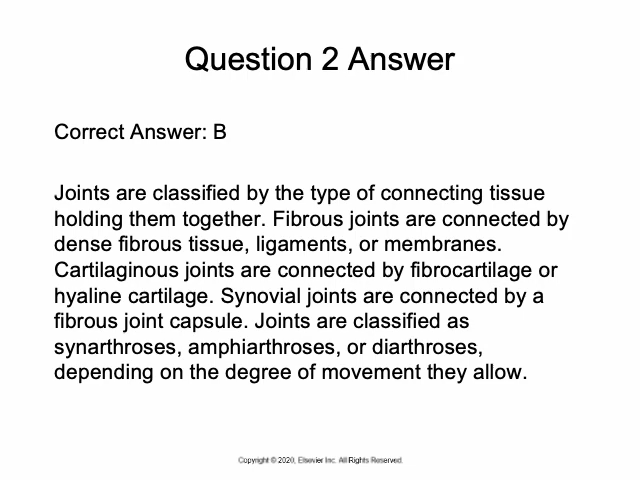 Question 2 Answer
Correct Answer: B
Joints are classified by the type of connecting tissue
holding them together. Fibrous joints are connected by
dense fibrous tissue, ligaments, or membranes.
Cartilaginous joints are connected by fibrocartilage or
hyaline cartilage. Synovial joints are connected by a
fibrous joint capsule. Joints are classified as
synarthroses, amphiarthroses, or diarthroses,
depending on the degree of movement they allow.
Copyright © 2020, Elsevier Inc. All Rights Reserved.